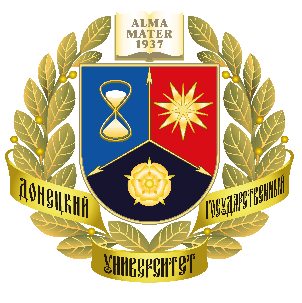 ALMA
MATER
1937
ДОНЕЦКИЙ
ГОСУДАРСТВЕННЫЙ
УНИВЕРСИТЕТ